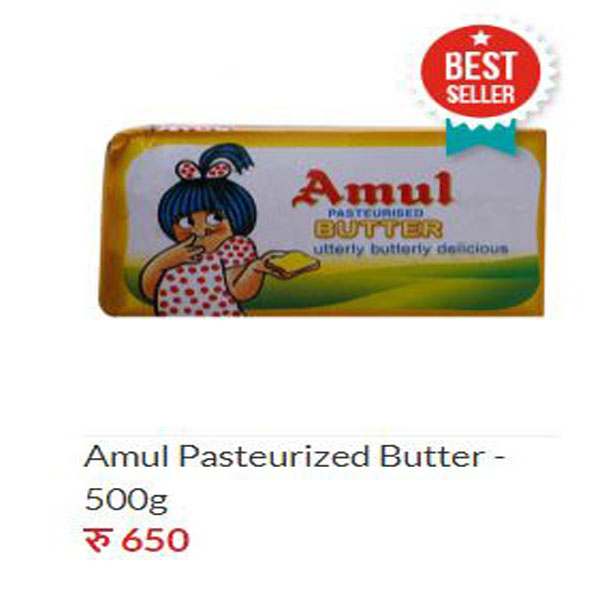 BEST
SELLER
Amul
PASTEURISED
BUTTER
utterly butterly delicious
Amul Pasteurized Butter -
500g
रु 650